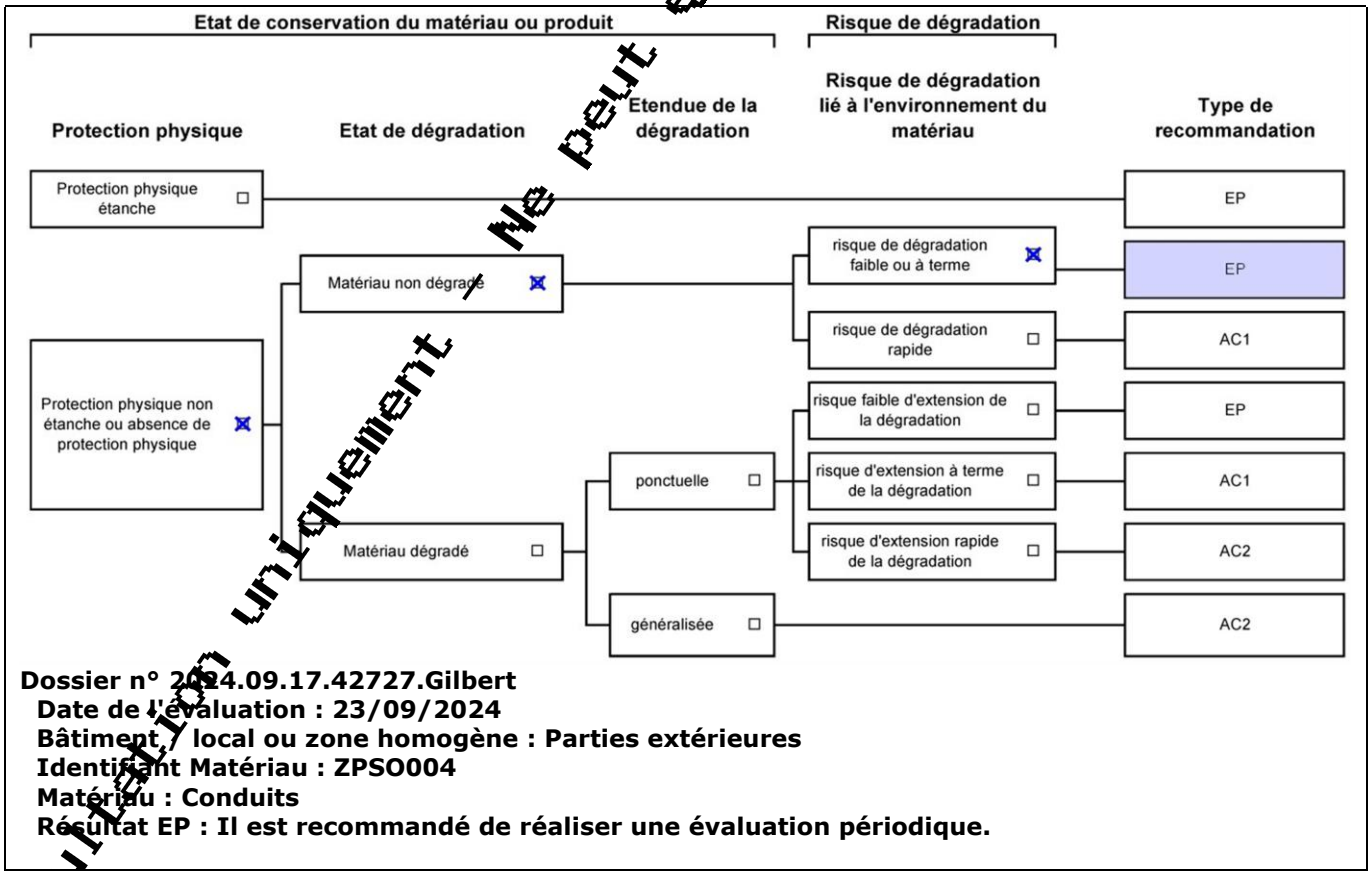 Etat de conservation du matériau ou produit
Risque de dégradation
Protection physique
Etat de dégradation
Etendue de la
dégradation
Risque de dégradation
lié à l'environnement du
matériau
Type de
recommandation
Protection physique
étanche
EP
risque de dégradation
faible ou à terme
EP
Matériau non dégradé
risque de dégradation
rapide
AC1
Protection physique non
étanche ou absence de
protection physique
risque faible d'extension de
la dégradation
EP
ponctuelle
risque d'extension à terme
de la dégradation
AC1
Matériau dégradé
risque d'extension rapide
de la dégradation
AC2
généralisée
AC2
Dossier n° 2024.09.17.42727.Gilbert
Date de l'évaluation : 23/09/2024
Bâtiment / local ou zone homogène : Parties extérieures
Identifiant Matériau : ZPSO004
Matériau : Conduits
Résultat EP : Il est recommandé de réaliser une évaluation périodique.
uniquement - Ne peut